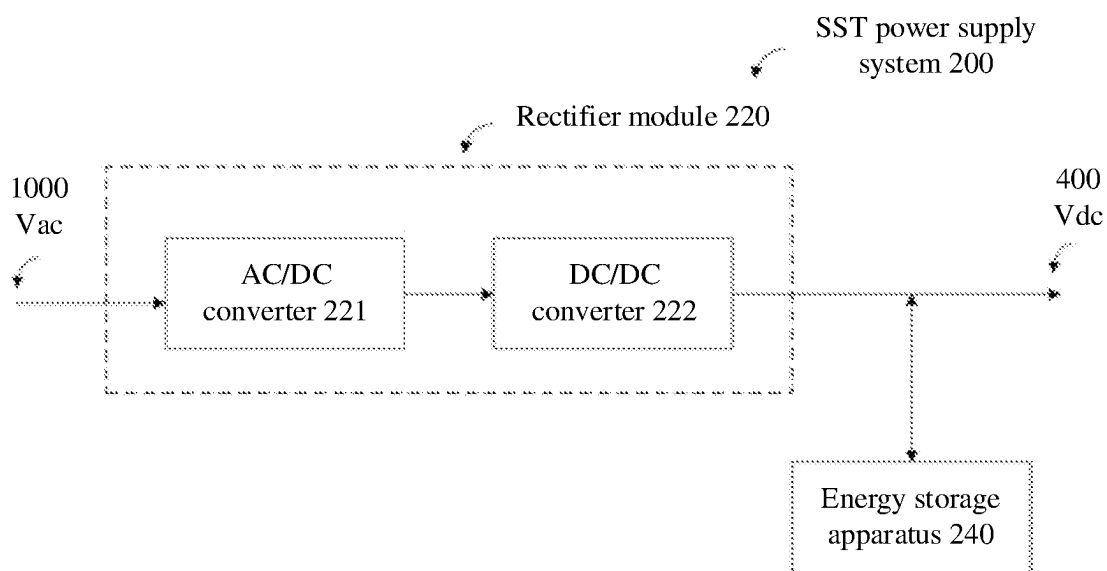 SST power supply
system 200
Rectifier module 220
1000
Vac
400
Vdc
AC/DC
converter 221
DC/DC
converter 222
Energy storage
apparatus 240